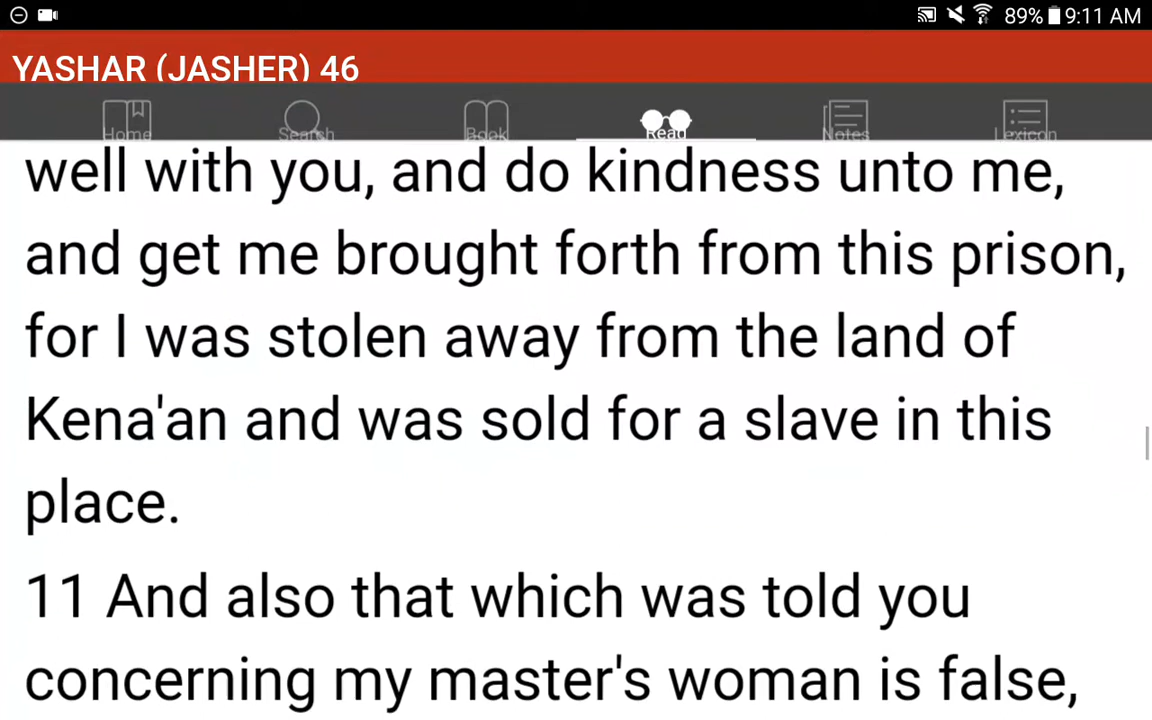 89% 9:11 AM
YASHAR (JASHER) 46
Home Search Book Read Notes Lexicon
well with you, and do kindness unto me,
and get me brought forth from this prison,
for I was stolen away from the land of
Kena'an and was sold for a slave in this
place.
11 And also that which was told you
concerning my master's woman is false,